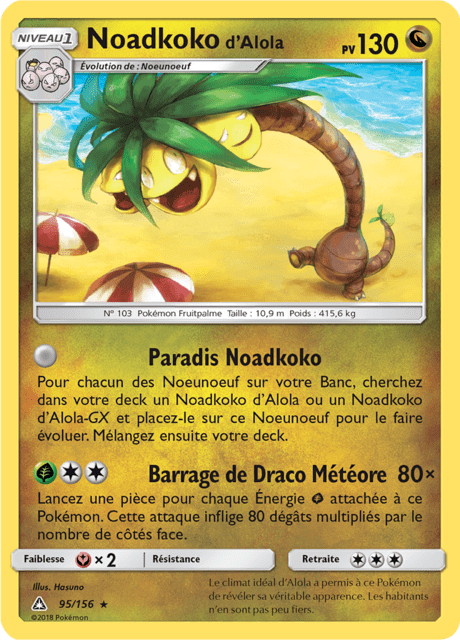 NIVEAU 1
Noadkoko d'Alola
PV 130
Évolution de : Noeunoeuf
N° 103 Pokémon Fruitpalme Taille : 10,9 m Poids : 415,6 kg
Paradis Noadkoko
Pour chacun des Noeunoeuf sur votre Banc, cherchez
dans votre deck un Noadkoko d'Alola ou un Noadkoko
d'Alola-GX et placez-le sur ce Noeunoeuf pour le faire
évoluer. Mélangez ensuite votre deck.
Barrage de Draco Météore 80×
Lancez une pièce pour chaque Énergie attachée à ce
Pokémon. Cette attaque inflige 80 dégâts multipliés par le
nombre de côtés face.
Faiblesse × 2 Résistance Retraite
Illus. Hasuno
95/156 ★
©2018 Pokémon
Le climat idéal d'Alola a permis à ce Pokémon
de révéler sa véritable apparence. Les habitants
n'en sont pas peu fiers.